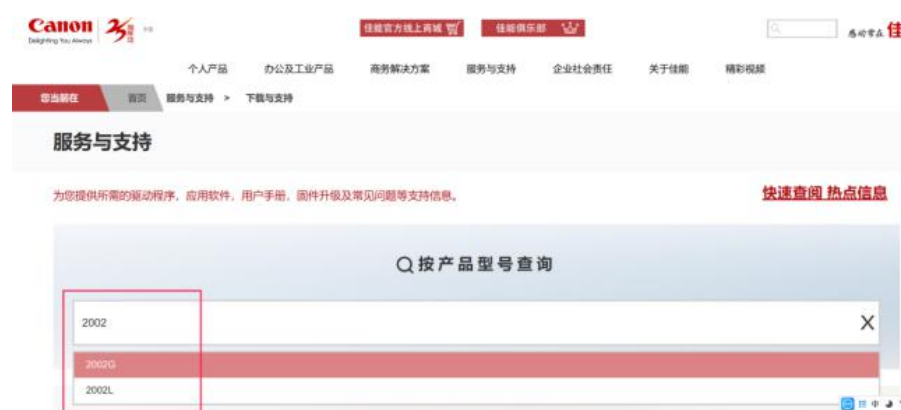 Canon
Delighting You Always
佳能官方线上商城
佳能俱乐部
感动常在 佳
个人产品
办公及工业产品
商务解决方案
服务与支持
企业社会责任
关于佳能
精彩视频
您当前在
首页
服务与支持 > 下载与支持
服务与支持
为您提供所需的驱动程序，应用软件，用户手册，固件升级及常见问题等支持信息。
快速查阅 热点信息
按产品型号查询
2002
X
2002G
2002L
中